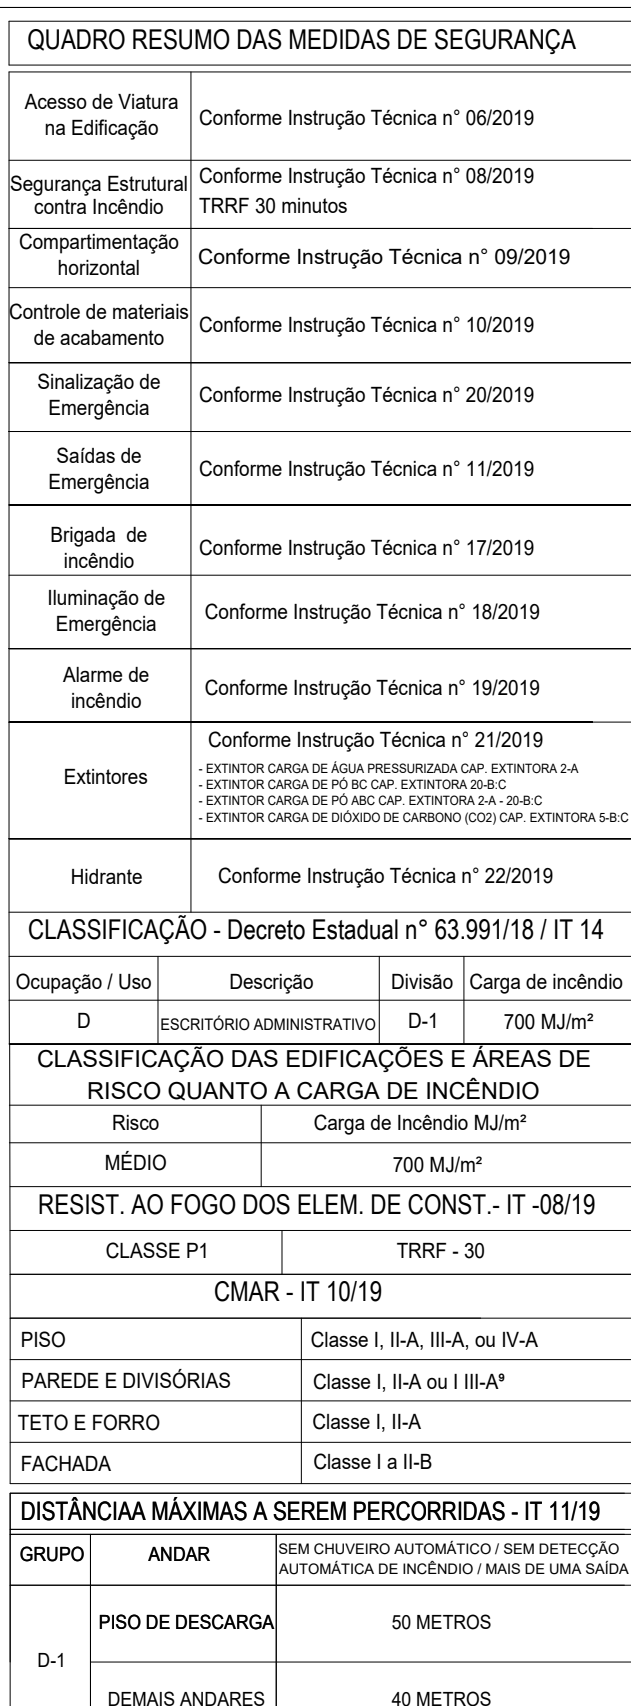 QUADRO RESUMO DAS MEDIDAS DE SEGURANÇA
Acesso de Viatura
na Edificação
Conforme Instrução Técnica n° 06/2019
Segurança Estrutural
contra Incêndio
Conforme Instrução Técnica n° 08/2019
TRRF 30 minutos
Compartimentação
horizontal
Conforme Instrução Técnica n° 09/2019
Controle de materiais
de acabamento
Conforme Instrução Técnica n° 10/2019
Sinalização de
Emergência
Conforme Instrução Técnica n° 20/2019
Saídas de
Emergência
Conforme Instrução Técnica n° 11/2019
Brigada de
incêndio
Conforme Instrução Técnica n° 17/2019
Iluminação de
Emergência
Conforme Instrução Técnica n° 18/2019
Alarme de
incêndio
Conforme Instrução Técnica n° 19/2019
Extintores
Conforme Instrução Técnica n° 21/2019
- EXTINTOR CARGA DE ÁGUA PRESSURIZADA CAP. EXTINTORA 2-A
- EXTINTOR CARGA DE PÓ BC CAP. EXTINTORA 20-B:C
- EXTINTOR CARGA DE PÓ ABC CAP. EXTINTORA 2-A - 20-B:C
- EXTINTOR CARGA DE DIÓXIDO DE CARBONO (CO2) CAP. EXTINTORA 5-B:C
Hidrante
Conforme Instrução Técnica n° 22/2019
CLASSIFICAÇÃO - Decreto Estadual n° 63.991/18 / IT 14
Ocupação / Uso Descrição Divisão Carga de incêndio
D ESCRITÓRIO ADMINISTRATIVO D-1 700 MJ/m²
CLASSIFICAÇÃO DAS EDIFICAÇÕES E ÁREAS DE
RISCO QUANTO A CARGA DE INCÊNDIO
Risco Carga de Incêndio MJ/m²
MÉDIO 700 MJ/m²
RESIST. AO FOGO DOS ELEM. DE CONST.- IT -08/19
CLASSE P1 TRRF - 30
CMAR - IT 10/19
PISO Classe I, II-A, III-A, ou IV-A
PAREDE E DIVISÓRIAS Classe I, II-A ou I III-A⁹
TETO E FORRO Classe I, II-A
FACHADA Classe I a II-B
DISTÂNCIAA MÁXIMAS A SEREM PERCORRIDAS - IT 11/19
GRUPO ANDAR
SEM CHUVEIRO AUTOMÁTICO / SEM DETECÇÃO
AUTOMÁTICA DE INCÊNDIO / MAIS DE UMA SAÍDA
D-1
PISO DE DESCARGA 50 METROS
DEMAIS ANDARES 40 METROS